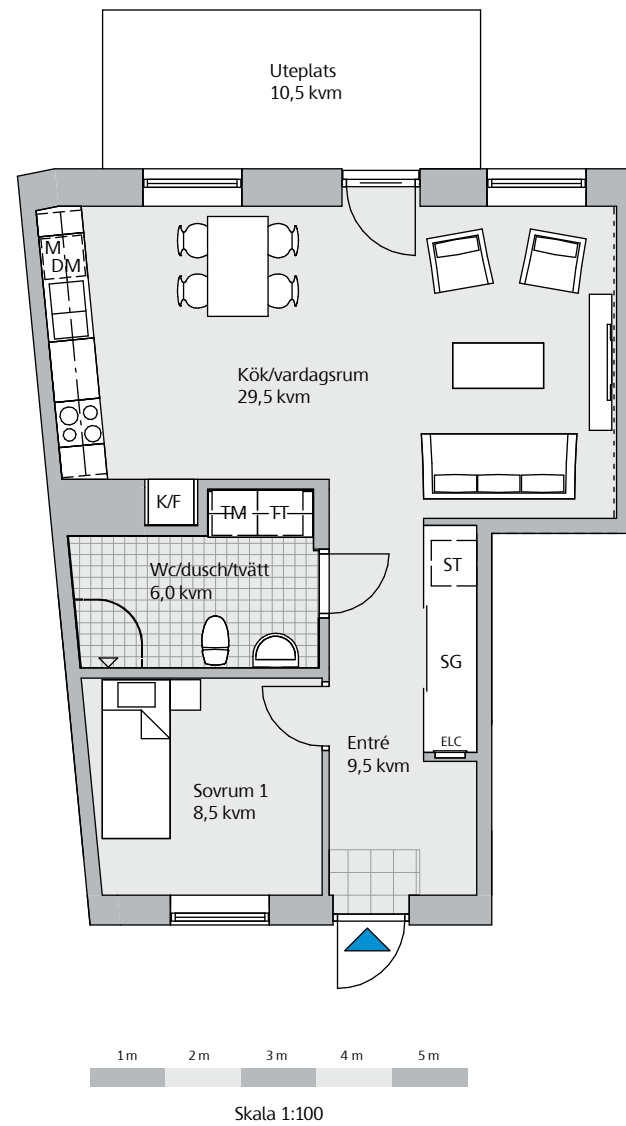 Uteplats
10,5 kvm
M
DM
Kök/vardagsrum
29,5 kvm
K/F
TM
TT
Wc/dusch/tvätt
6,0 kvm
ST
SG
ELC
Entré
9,5 kvm
Sovrum 1
8,5 kvm
1 m 2 m 3 m 4 m 5 m
Skala 1:100